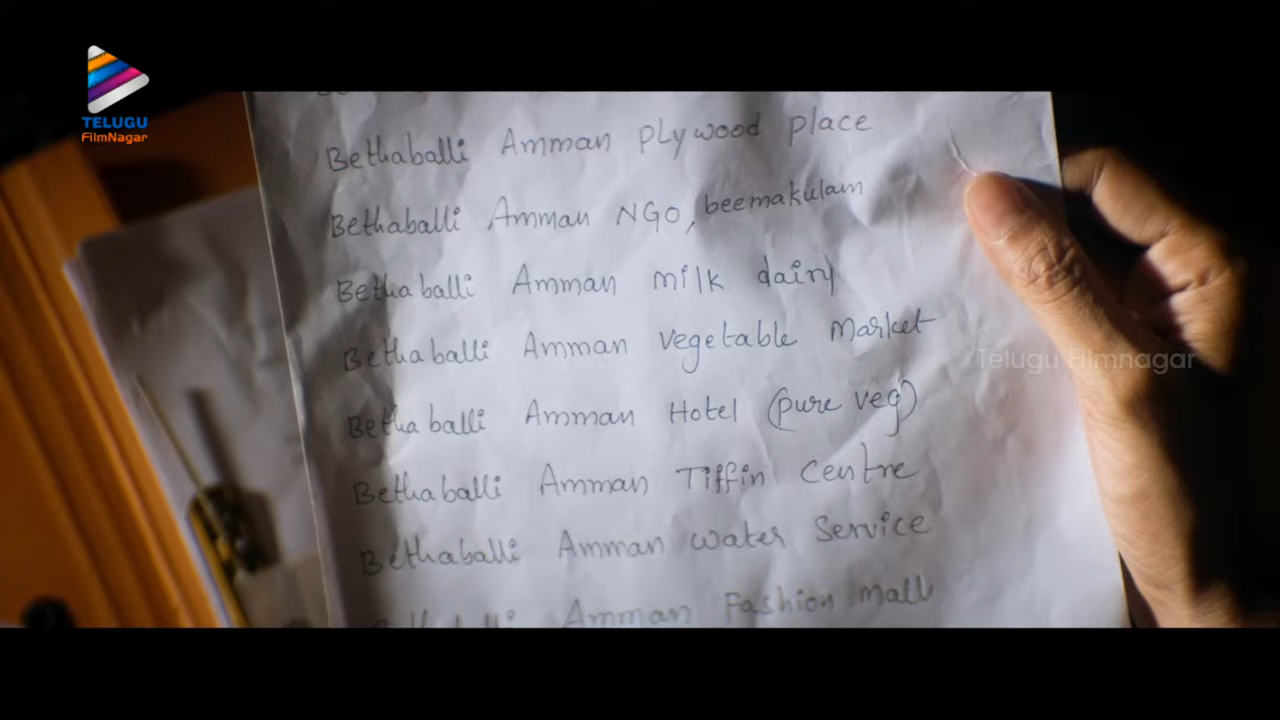 TELUGU
FilmNagar
Bethaballi Amman Plywood place
Bethaballi Amman NGO, beemakulam
Bethaballi Amman milk dairy
Bethaballi Amman vegetable market
Bethaballi Amman Hotel (pure veg)
Bethaballi Amman Tiffin Centre
Bethaballi Amman water Service
Amman Fashion mall
Telugu Filmnagar